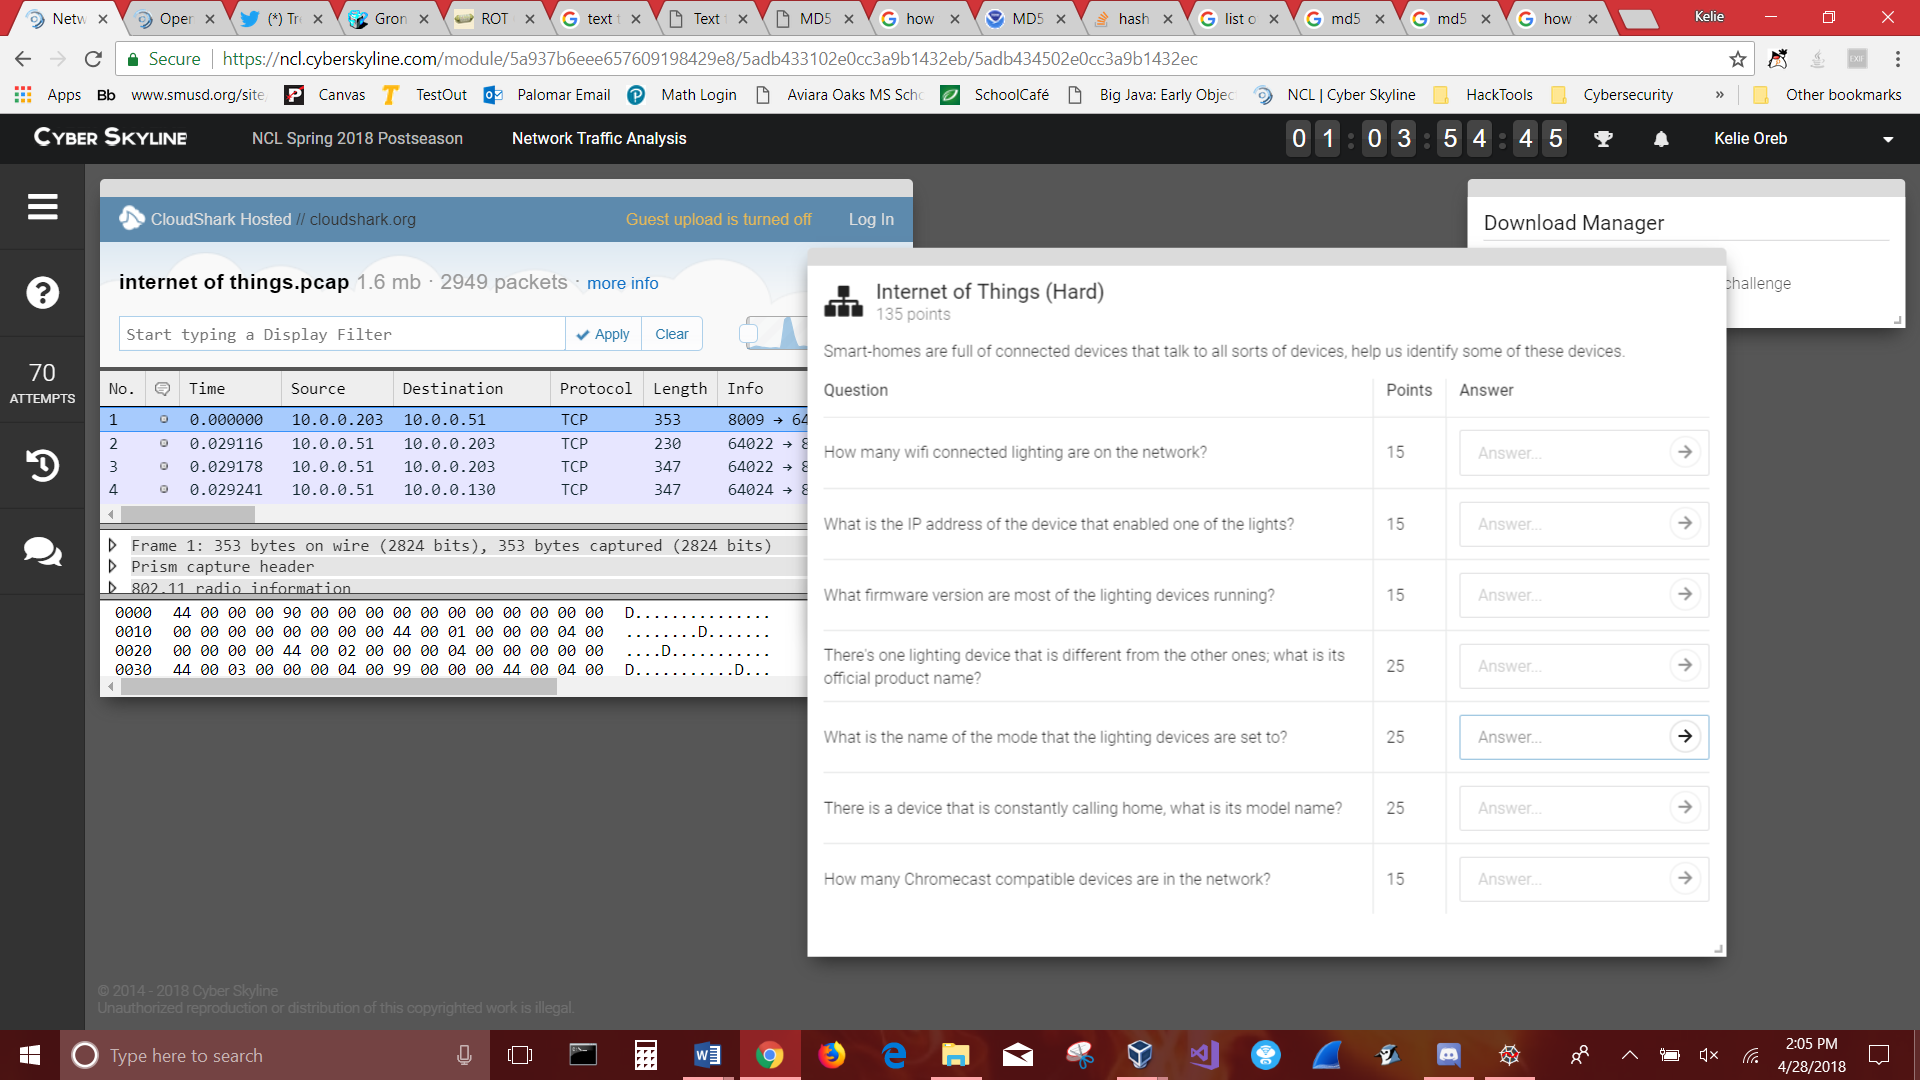 Netw
Oper
(*) Tr
Gron
ROT
text t
Text
MD5
how
MD5
hash
list o
md5
md5
how
Kelie
Secure
https://ncl.cyberskyline.com/module/5a937b6eee657609198429e8/5adb433102e0cc3a9b1432eb/5adb434502e0cc3a9b1432ec
Apps
Bb www.smusd.org/site
Canvas
TestOut
Palomar Email
Math Login
Aviara Oaks MS Scho
SchoolCafé
Big Java: Early Objec
NCL | Cyber Skyline
HackTools
Cybersecurity
»
Other bookmarks
CYBER SKYLINE
NCL Spring 2018 Postseason
Network Traffic Analysis
01:03:54:45
Kelie Oreb
70
ATTEMPTS
CloudShark Hosted // cloudshark.org
Guest upload is turned off
Log In
internet of things.pcap 1.6 mb · 2949 packets · more info
Start typing a Display Filter
Apply
Clear
No. Time Source Destination Protocol Length Info
1 0.000000 10.0.0.203 10.0.0.51 TCP 353 8009 → 64
2 0.029116 10.0.0.51 10.0.0.203 TCP 230 64022 → 8
3 0.029178 10.0.0.51 10.0.0.203 TCP 347 64022 → 8
4 0.029241 10.0.0.51 10.0.0.130 TCP 347 64024 → 8
Frame 1: 353 bytes on wire (2824 bits), 353 bytes captured (2824 bits)
Prism capture header
802.11 radio information
0000 44 00 00 00 90 00 00 00 00 00 00 00 00 00 00 00 D...............
0010 00 00 00 00 00 00 00 00 44 00 01 00 00 00 04 00 ........D.......
0020 00 00 00 00 44 00 02 00 00 00 04 00 00 00 00 00 ....D...........
0030 44 00 03 00 00 00 04 00 99 00 00 00 44 00 04 00 D...........D...
Download Manager
challenge
Internet of Things (Hard)
135 points
Smart-homes are full of connected devices that talk to all sorts of devices, help us identify some of these devices.
Question Points Answer
How many wifi connected lighting are on the network? 15 Answer...
What is the IP address of the device that enabled one of the lights? 15 Answer...
What firmware version are most of the lighting devices running? 15 Answer...
There's one lighting device that is different from the other ones; what is its
official product name? 25 Answer...
What is the name of the mode that the lighting devices are set to? 25 Answer...
There is a device that is constantly calling home, what is its model name? 25 Answer...
How many Chromecast compatible devices are in the network? 15 Answer...
© 2014 - 2018 Cyber Skyline
Unauthorized reproduction or distribution of this copyrighted work is illegal.
Type here to search
2:05 PM
4/28/2018